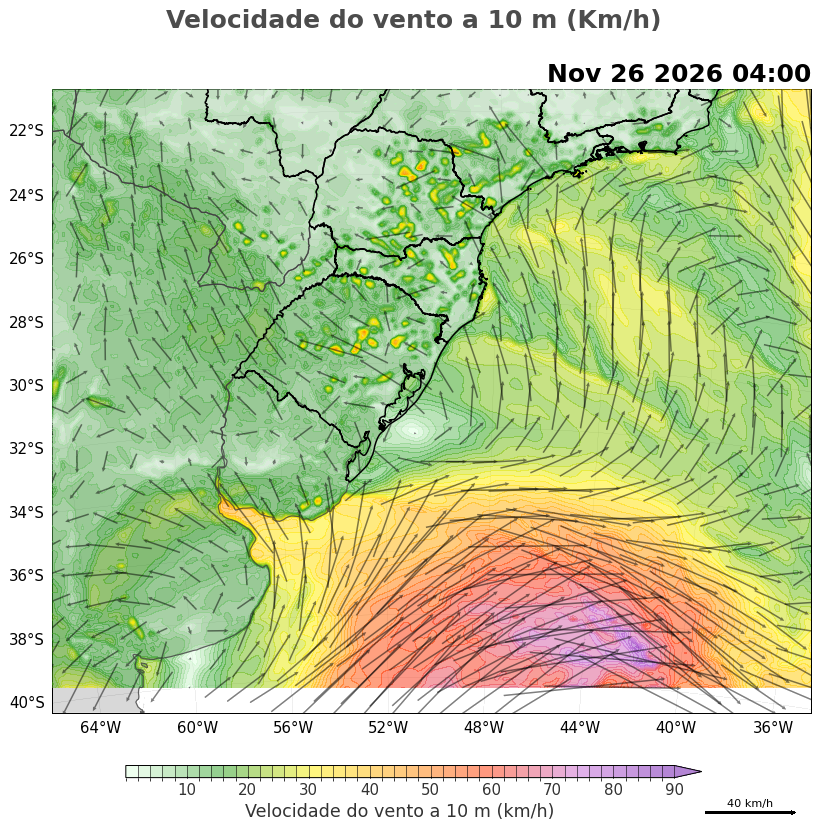 Velocidade do vento a 10 m (Km/h)
Nov 26 2026 04:00
22°S
24°S
26°S
28°S
30°S
32°S
34°S
36°S
38°S
40°S
64°W 60°W 56°W 52°W 48°W 44°W 40°W 36°W
10 20 30 40 50 60 70 80 90
Velocidade do vento a 10 m (km/h)
40 km/h